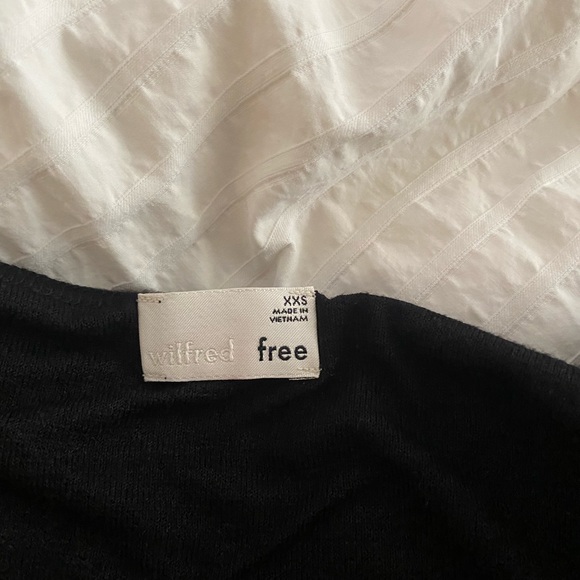 XXS
MADE IN
VIETNAM
wilfred free